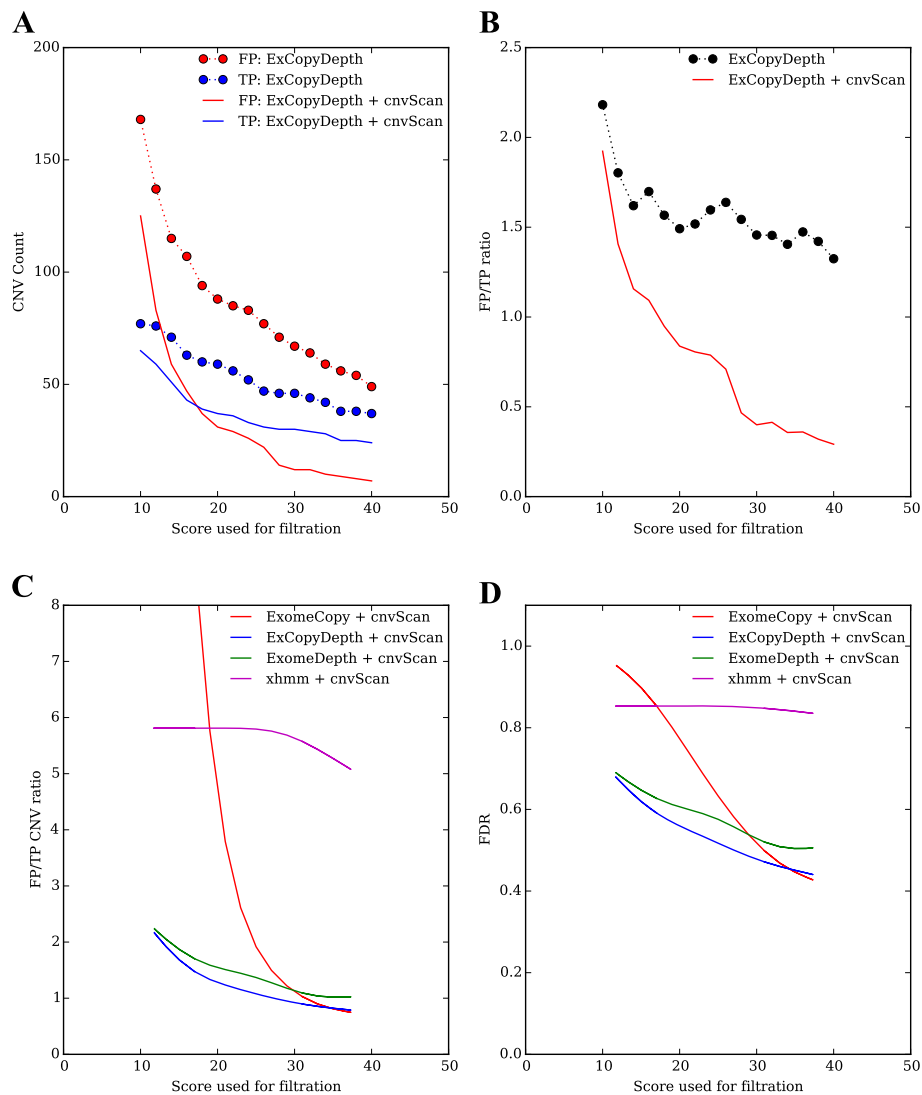 A
200
150
100
50
0
CNV Count
FP: ExCopyDepth
TP: ExCopyDepth
FP: ExCopyDepth + cnvScan
TP: ExCopyDepth + cnvScan
0 10 20 30 40 50
Score used for filtration
B
2.5
2.0
1.5
1.0
0.5
0.0
FP/TP ratio
ExCopyDepth
ExCopyDepth + cnvScan
0 10 20 30 40 50
Score used for filtration
C
8
7
6
5
4
3
2
1
0
FP/TP CNV ratio
ExomeCopy + cnvScan
ExCopyDepth + cnvScan
ExomeDepth + cnvScan
xhmm + cnvScan
0 10 20 30 40 50
Score used for filtration
D
1.0
0.8
0.6
0.4
0.2
0.0
FDR
ExomeCopy + cnvScan
ExCopyDepth + cnvScan
ExomeDepth + cnvScan
xhmm + cnvScan
0 10 20 30 40 50
Score used for filtration